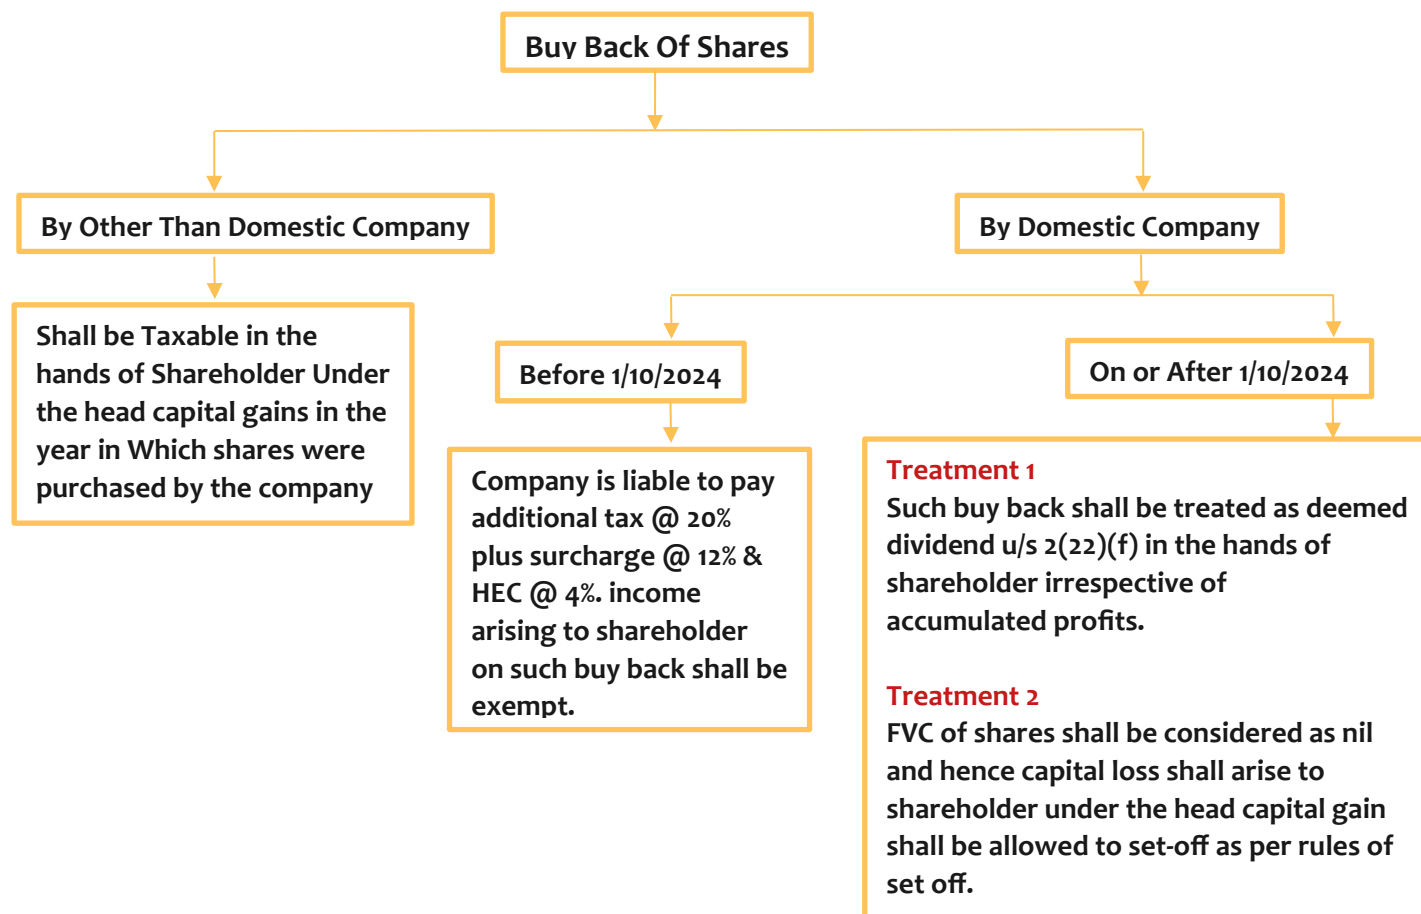 Buy Back Of Shares
By Other Than Domestic Company
By Domestic Company
Shall be Taxable in the
hands of Shareholder Under
the head capital gains in the
year in Which shares were
purchased by the company
Before 1/10/2024
On or After 1/10/2024
Company is liable to pay
additional tax @ 20%
plus surcharge @ 12% &
HEC @ 4%. income
arising to shareholder
on such buy back shall be
exempt.
Treatment 1
Such buy back shall be treated as deemed
dividend u/s 2(22)(f) in the hands of
shareholder irrespective of
accumulated profits.
Treatment 2
FVC of shares shall be considered as nil
and hence capital loss shall arise to
shareholder under the head capital gain
shall be allowed to set-off as per rules of
set off.